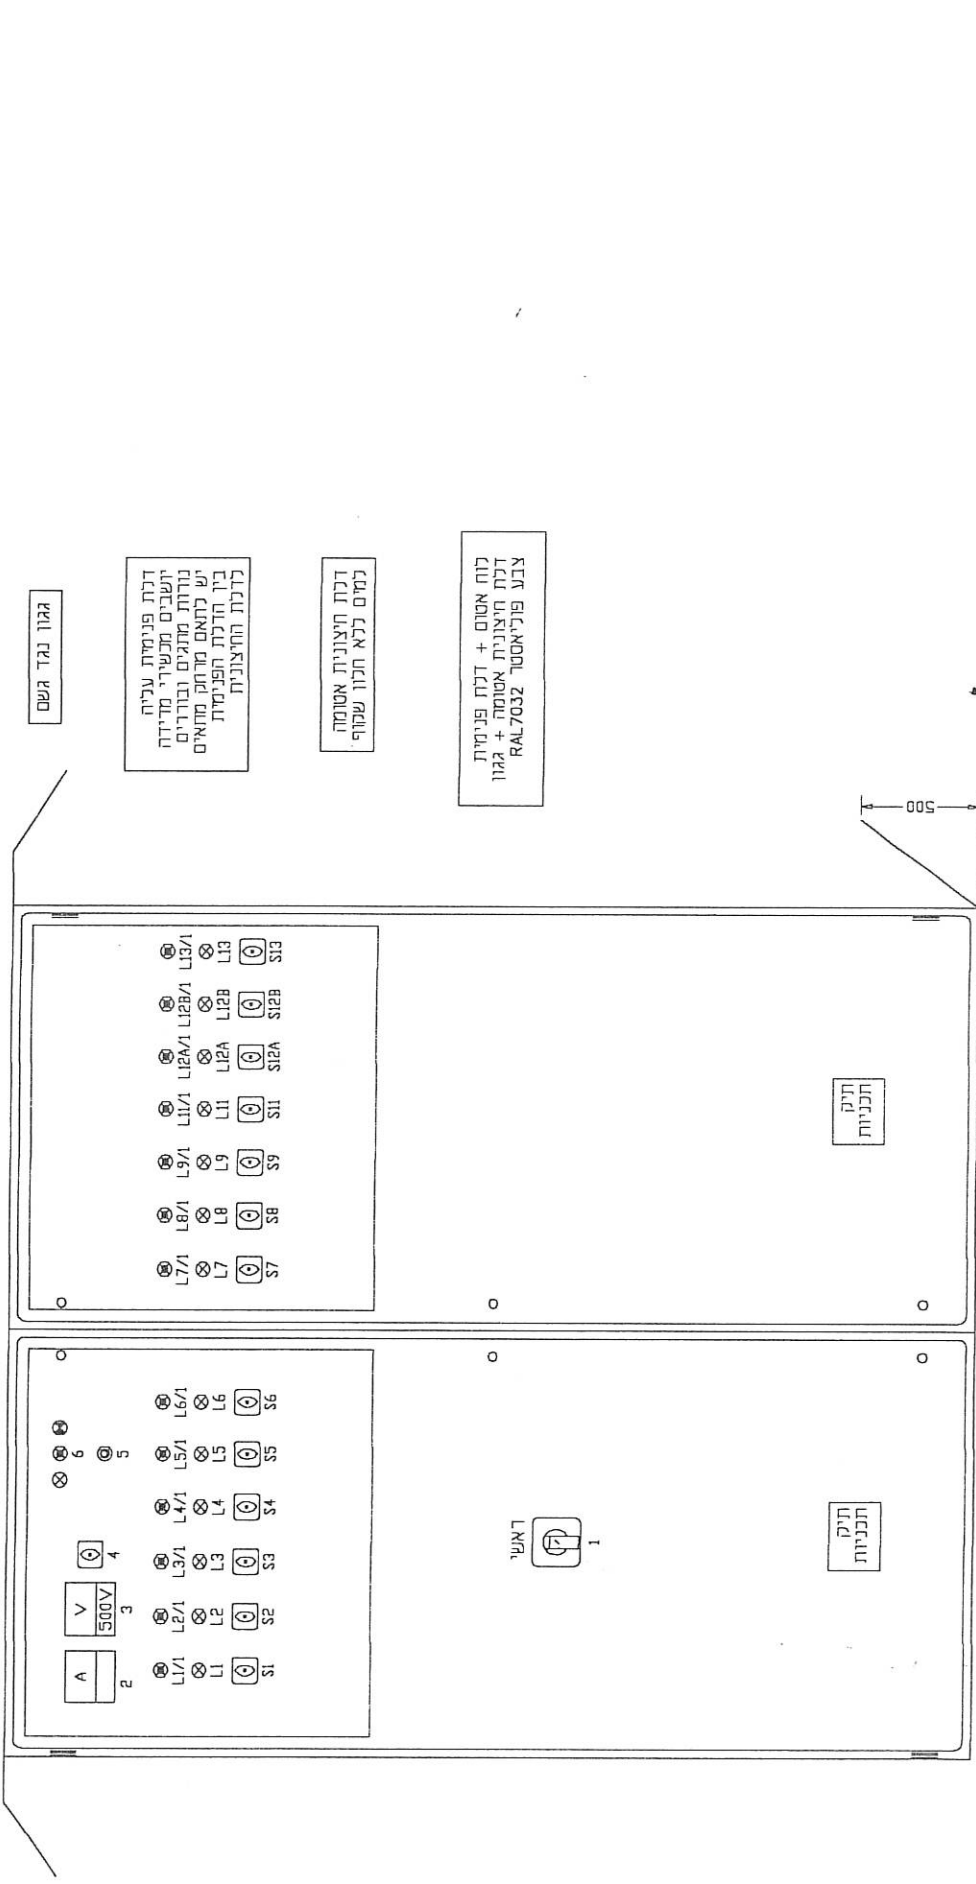 גגון נגד גשם
דלת פנימית עליה
יושבים מכשירי מדידה
נורות מתגים ובוררים
יש לתאם מרחק מתאים
בין הדלת הפנימית
לדלת החיצונית
דלת חיצונית אטומה
למים ללא חלון שקוף
לוח אטום + דלת פנימית
דלת חיצונית אטומה + גגון
צבע פוליאסטר RAL7032
A
2
V
500V
3
4
6
5
L1/1 L2/1 L3/1 L4/1 L5/1 L6/1
L1 L2 L3 L4 L5 L6
S1 S2 S3 S4 S5 S6
L7/1 L8/1 L9/1 L11/1 L12A/1 L12B/1 L13/1
L7 L8 L9 L11 L12A L12B L13
S7 S8 S9 S11 S12A S12B S13
ראשי
1
תיק
תכניות
תיק
תכניות
500